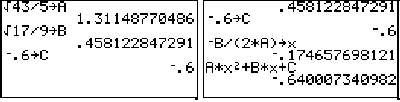 √43/5→A
1.31148770486
√17/9→B
.458122847291
-.6→C
-.6
.458122847291
-.6→C
-.6
-B/(2*A)→x
-.174657698121
A*x²+B*x+C
-.640007340982